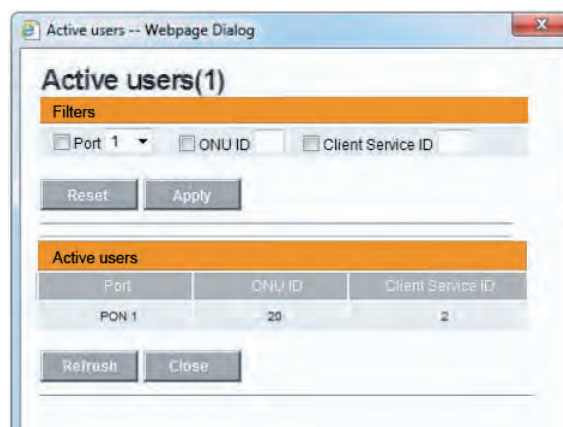 Active users -- Webpage Dialog
Active users(1)
Filters
Port 1 ONU ID Client Service ID
Reset Apply
Active users
Port ONU ID Client Service ID
PON 1 20 2
Refresh Close